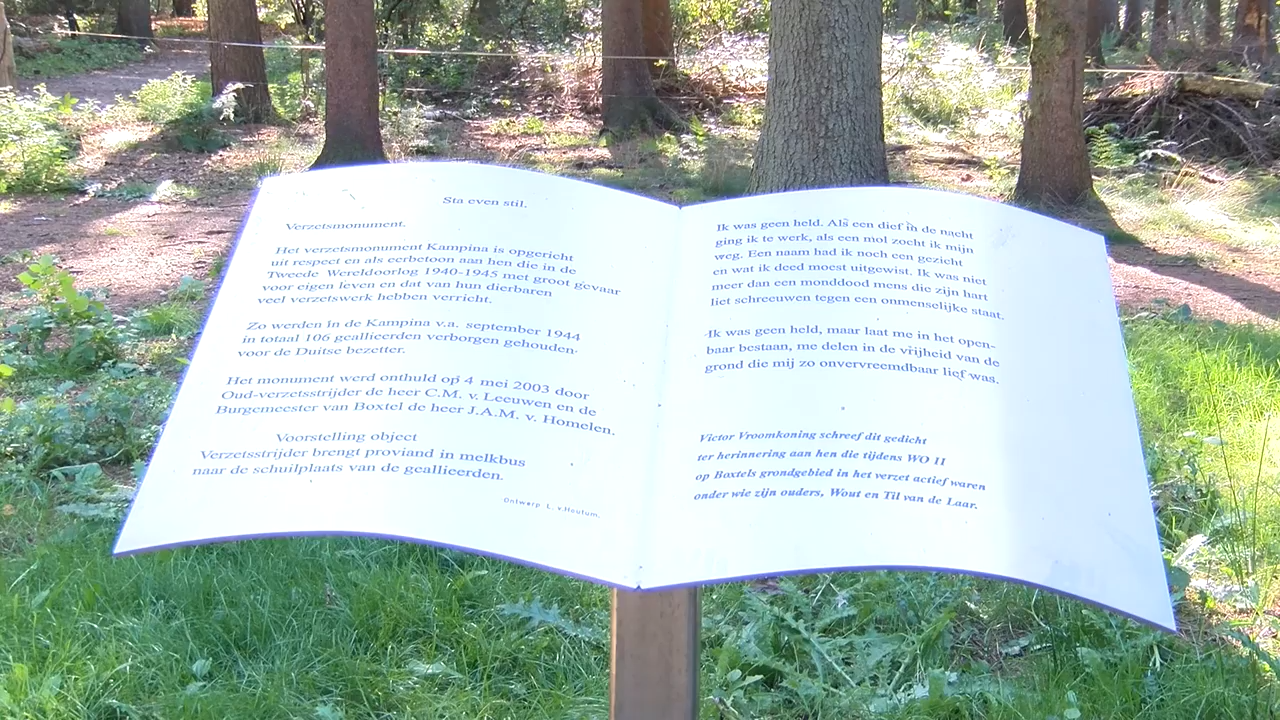 Sta even stil.
Verzetsmonument.
Het verzetsmonument Kampina is opgericht
uit respect en als eerbetoon aan hen die in de
Tweede Wereldoorlog 1940-1945 met groot gevaar
voor eigen leven en dat van hun dierbaren
veel verzetswerk hebben verricht.
Zo werden in de Kampina v.a. september 1944
in totaal 106 geallieerden verborgen gehouden
voor de Duitse bezetter.
Het monument werd onthuld op 4 mei 2003 door
Oud-verzetsstrijder de heer C.M. v. Leeuwen en de
Burgemeester van Boxtel de heer J.A.M. v. Homelen.
Voorstelling object
Verzetsstrijder brengt proviand in melkbus
naar de schuilplaats van de geallieerden.
Ontwerp L. v.Houtum.
Ik was geen held. Als een dief in de nacht
ging ik te werk, als een mol zocht ik mijn
weg. Een naam had ik noch een gezicht
en wat ik deed moest uitgewist. Ik was niet
meer dan een monddood mens die zijn hart
liet schreeuwen tegen een onmenselijke staat.
Ik was geen held, maar laat me in het open-
baar bestaan, me delen in de vrijheid van de
grond die mij zo onvervreemdbaar lief was.
Victor Vroomkoning schreef dit gedicht
ter herinnering aan hen die tijdens WO II
op Boxtels grondgebied in het verzet actief waren
onder wie zijn ouders, Wout en Til van de Laar.